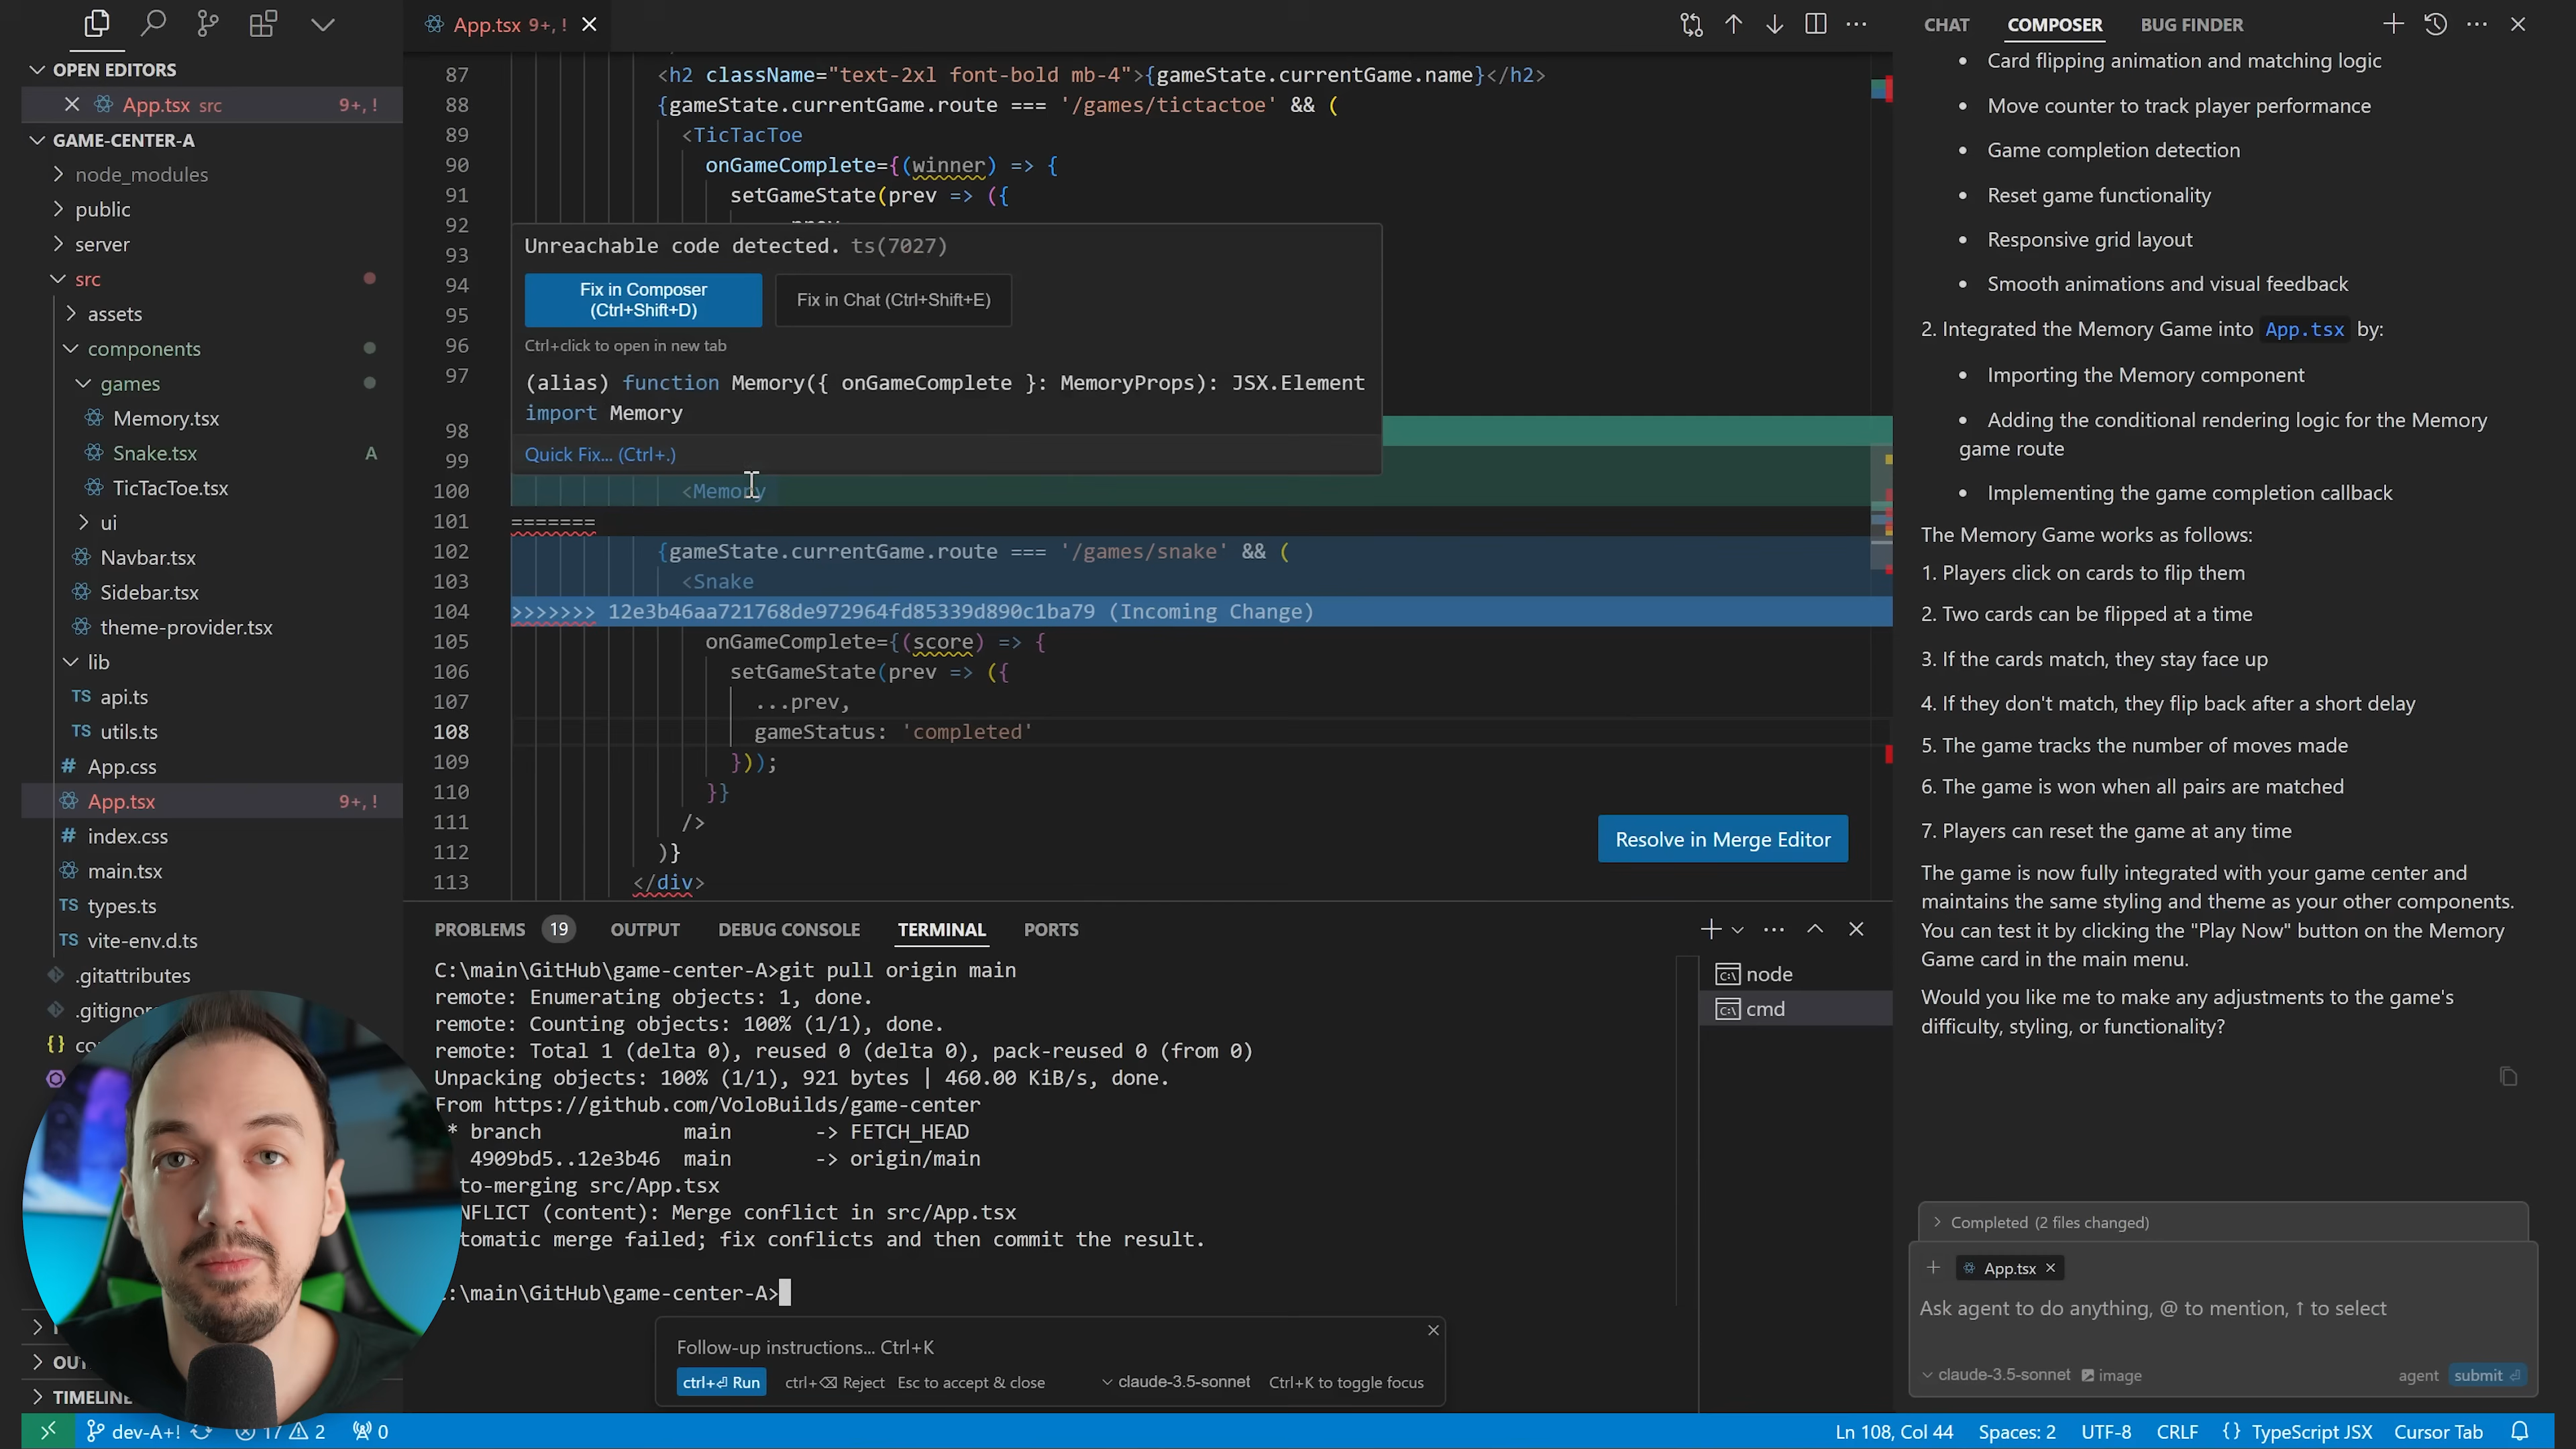 App.tsx 9+, !
CHAT
COMPOSER
BUG FINDER
OPEN EDITORS
App.tsx src 9+, !
GAME-CENTER-A
node_modules
public
server
src
assets
components
games
Memory.tsx
Snake.tsx A
TicTacToe.tsx
ui
Navbar.tsx
Sidebar.tsx
theme-provider.tsx
lib
TS api.ts
TS utils.ts
# App.css
App.tsx 9+, !
# index.css
main.tsx
TS types.ts
TS vite-env.d.ts
.gitattributes
TIMELINE
87 <h2 className="text-2xl font-bold mb-4">{gameState.currentGame.name}</h2>
88 {gameState.currentGame.route === '/games/tictactoe' && (
89 <TicTacToe
90 onGameComplete={(winner) => {
91 setGameState(prev => ({
92
93
94
95
96
97
98
99
Unreachable code detected. ts(7027)
Fix in Composer
(Ctrl+Shift+D)
Fix in Chat (Ctrl+Shift+E)
Ctrl+click to open in new tab
(alias) function Memory({ onGameComplete }: MemoryProps): JSX.Element
import Memory
Quick Fix... (Ctrl+.)
100 <Memory
101 =======
102 {gameState.currentGame.route === '/games/snake' && (
103 <Snake
104 >>>>>>> 12e3b46aa721768de972964fd85339d890c1ba79 (Incoming Change)
105 onGameComplete={(score) => {
106 setGameState(prev => ({
107 ...prev,
108 gameStatus: 'completed'
109 }));
110 }}
111 />
112 )}
113 </div>
Resolve in Merge Editor
PROBLEMS 19 OUTPUT DEBUG CONSOLE TERMINAL PORTS
C:\main\GitHub\game-center-A>git pull origin main
remote: Enumerating objects: 1, done.
remote: Counting objects: 100% (1/1), done.
remote: Total 1 (delta 0), reused 0 (delta 0), pack-reused 0 (from 0)
Unpacking objects: 100% (1/1), 921 bytes | 460.00 KiB/s, done.
From https://github.com/VoloBuilds/game-center
* branch main -> FETCH_HEAD
4909bd5..12e3b46 main -> origin/main
to-merging src/App.tsx
NFLICT (content): Merge conflict in src/App.tsx
tomatic merge failed; fix conflicts and then commit the result.
:\main\GitHub\game-center-A>
node
cmd
Follow-up instructions... Ctrl+K
ctrl+⏎ Run ctrl+⌫ Reject Esc to accept & close claude-3.5-sonnet Ctrl+K to toggle focus
• Card flipping animation and matching logic
• Move counter to track player performance
• Game completion detection
• Reset game functionality
• Responsive grid layout
• Smooth animations and visual feedback
2. Integrated the Memory Game into App.tsx by:
• Importing the Memory component
• Adding the conditional rendering logic for the Memory
game route
• Implementing the game completion callback
The Memory Game works as follows:
1. Players click on cards to flip them
2. Two cards can be flipped at a time
3. If the cards match, they stay face up
4. If they don't match, they flip back after a short delay
5. The game tracks the number of moves made
6. The game is won when all pairs are matched
7. Players can reset the game at any time
The game is now fully integrated with your game center and
maintains the same styling and theme as your other components.
You can test it by clicking the "Play Now" button on the Memory
Game card in the main menu.
Would you like me to make any adjustments to the game's
difficulty, styling, or functionality?
Completed (2 files changed)
App.tsx
Ask agent to do anything, @ to mention, ↑ to select
claude-3.5-sonnet image agent submit ⏎
dev-A+! 17 2 0
Ln 108, Col 44 Spaces: 2 UTF-8 CRLF {} TypeScript JSX Cursor Tab